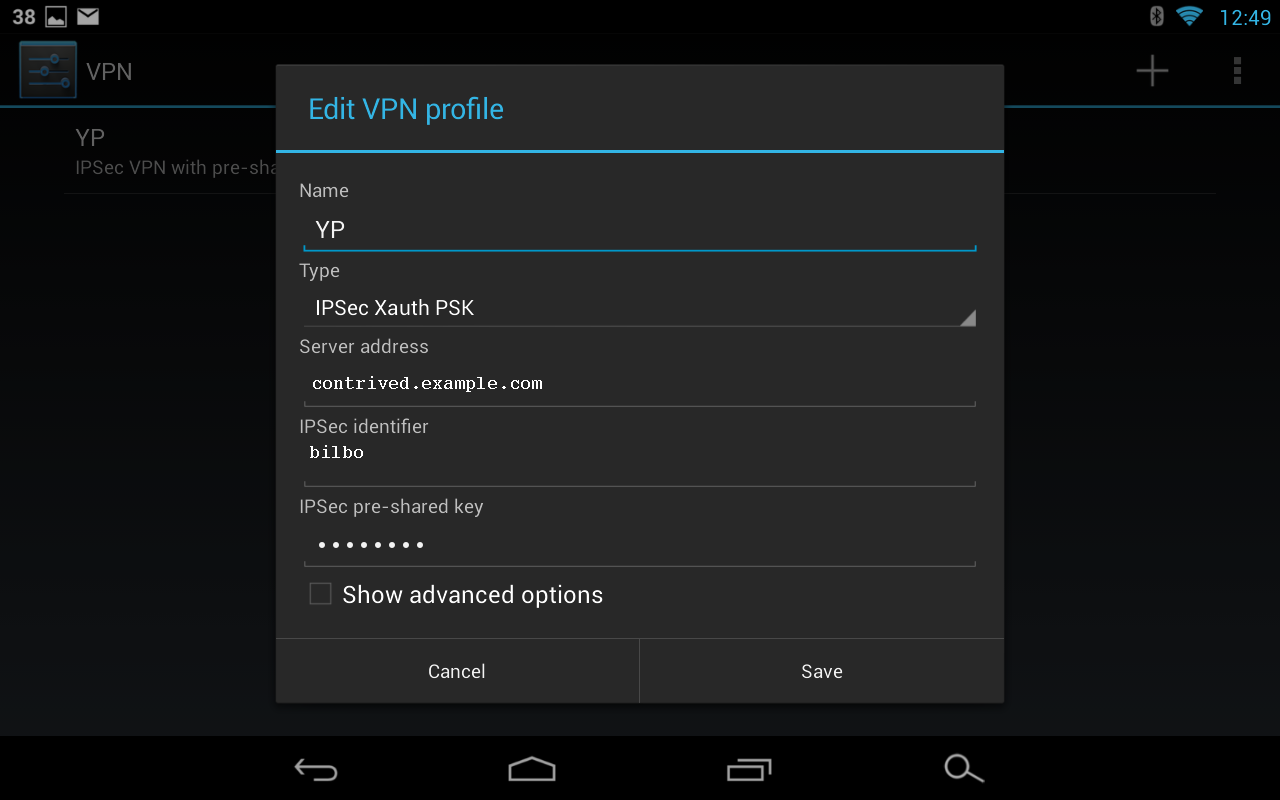 38
12:49
VPN
YP
IPSec VPN with pre-sha
Edit VPN profile
Name
YP
Type
IPSec Xauth PSK
Server address
contrived.example.com
IPSec identifier
bilbo
IPSec pre-shared key
••••••••
Show advanced options
Cancel
Save